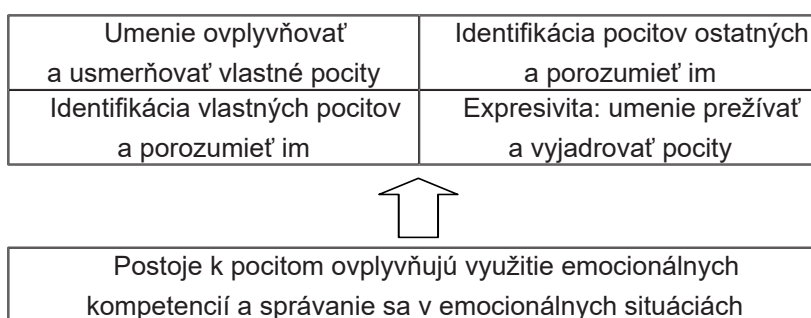 Umenie ovplyvňovať
a usmerňovať vlastné pocity
Identifikácia pocitov ostatných
a porozumieť im
Identifikácia vlastných pocitov
a porozumieť im
Expresivita: umenie prežívať
a vyjadrovať pocity
Postoje k pocitom ovplyvňujú využitie emocionálnych
kompetencií a správanie sa v emocionálnych situáciách